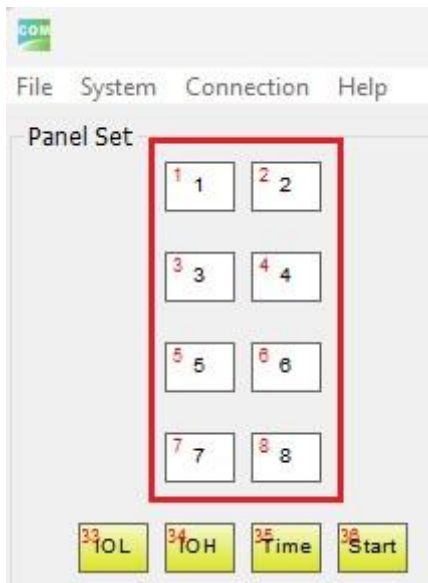 COM
File System Connection Help
Panel Set
1 1 2 2
3 3 4 4
5 5 6 6
7 7 8 8
33 IOL 34 IOH 35 Time 36 Start